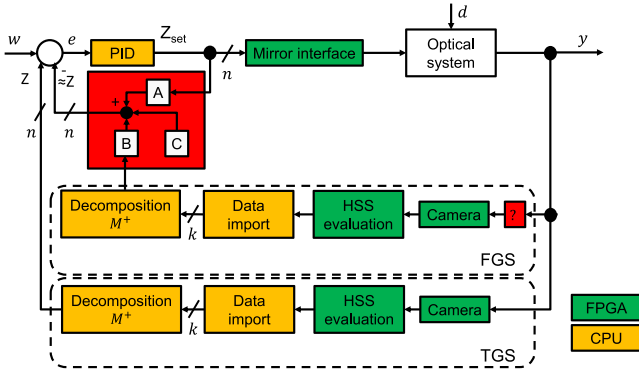 d
w
e
PID
Z_set
n
Mirror interface
Optical
system
y
Z
-
≈Z
+
A
n
n
B
C
Decomposition
M⁺
k
Data
import
HSS
evaluation
Camera
?
FGS
Decomposition
M⁺
k
Data
import
HSS
evaluation
Camera
TGS
FPGA
CPU